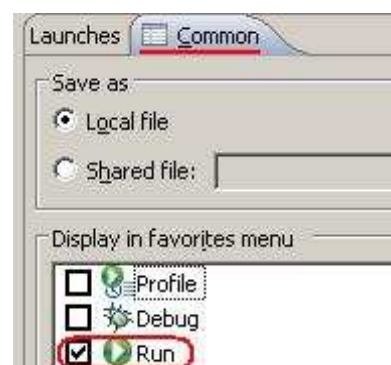 Launches Common
Save as
Local file
Shared file:
Display in favorites menu
Profile
Debug
Run